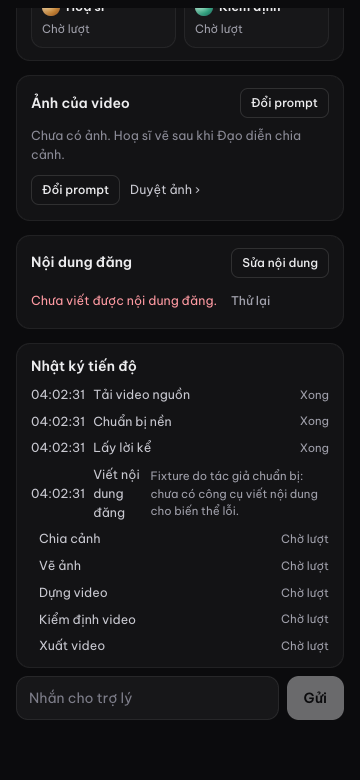 Hoạ sĩ
Kiểm định
Chờ lượt
Chờ lượt
Ảnh của video
Đổi prompt
Chưa có ảnh. Hoạ sĩ vẽ sau khi Đạo diễn chia
cảnh.
Đổi prompt
Duyệt ảnh ›
Nội dung đăng
Sửa nội dung
Chưa viết được nội dung đăng.
Thử lại
Nhật ký tiến độ
04:02:31 Tải video nguồn Xong
04:02:31 Chuẩn bị nền Xong
04:02:31 Lấy lời kể Xong
04:02:31 Viết nội dung đăng
Fixture do tác giả chuẩn bị:
chưa có công cụ viết nội dung
cho biến thể lỗi.
Chia cảnh Chờ lượt
Vẽ ảnh Chờ lượt
Dựng video Chờ lượt
Kiểm định video Chờ lượt
Xuất video Chờ lượt
Nhắn cho trợ lý
Gửi